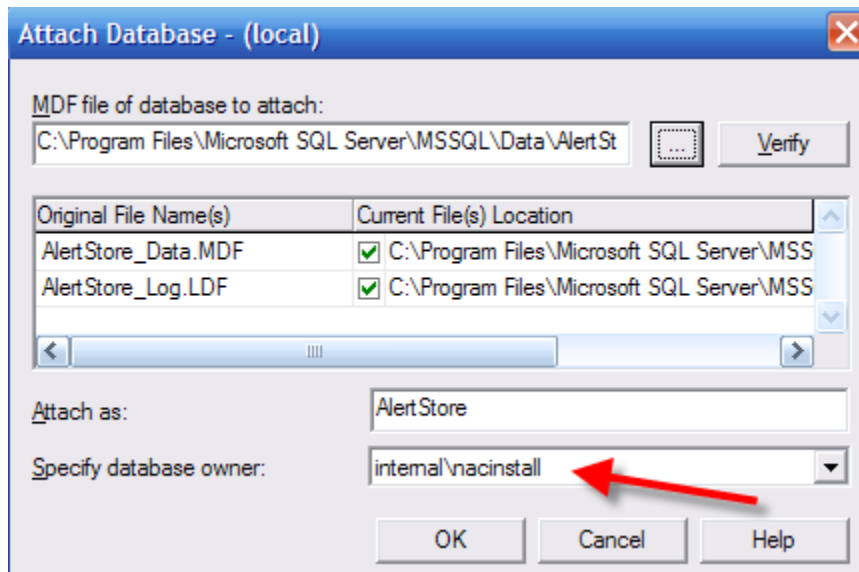 Attach Database - (local)
MDF file of database to attach:
C:\Program Files\Microsoft SQL Server\MSSQL\Data\AlertSt ... Verify
Original File Name(s) Current File(s) Location
AlertStore_Data.MDF C:\Program Files\Microsoft SQL Server\MSS
AlertStore_Log.LDF C:\Program Files\Microsoft SQL Server\MSS
Attach as: AlertStore
Specify database owner: internal\nacinstall
OK Cancel Help